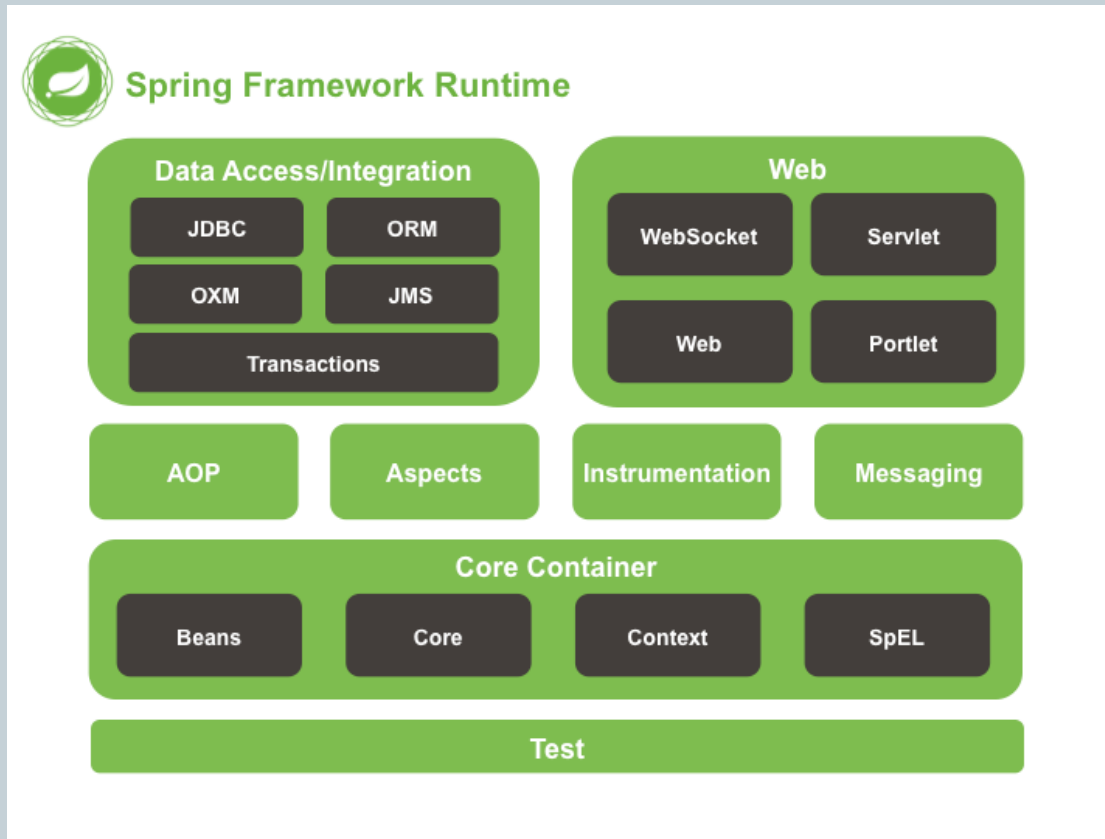 Spring Framework Runtime
Data Access/Integration
JDBC
ORM
OXM
JMS
Transactions
Web
WebSocket
Servlet
Web
Portlet
AOP
Aspects
Instrumentation
Messaging
Core Container
Beans
Core
Context
SpEL
Test